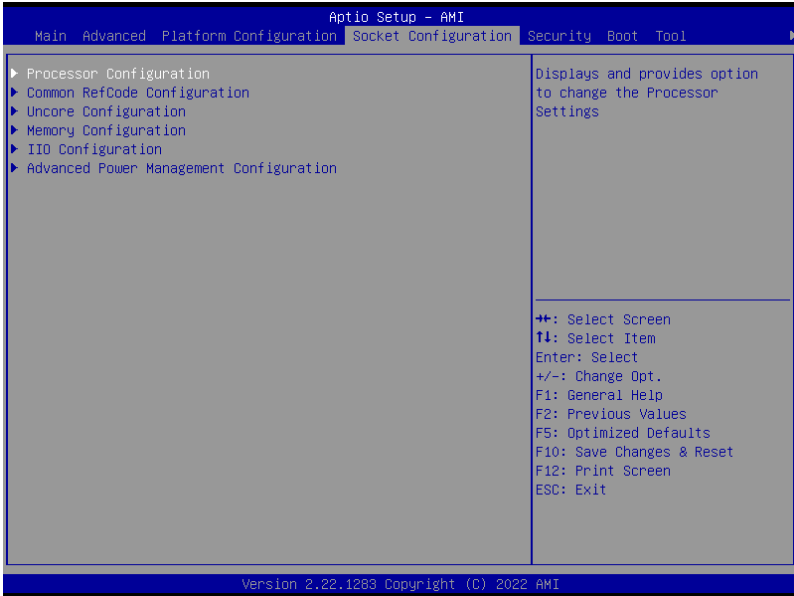 Aptio Setup – AMI
Main Advanced Platform Configuration Socket Configuration Security Boot Tool
Processor Configuration
Common RefCode Configuration
Uncore Configuration
Memory Configuration
IIO Configuration
Advanced Power Management Configuration
Displays and provides option
to change the Processor
Settings
→←: Select Screen
↑↓: Select Item
Enter: Select
+/-: Change Opt.
F1: General Help
F2: Previous Values
F5: Optimized Defaults
F10: Save Changes & Reset
F12: Print Screen
ESC: Exit
Version 2.22.1283 Copyright (C) 2022 AMI